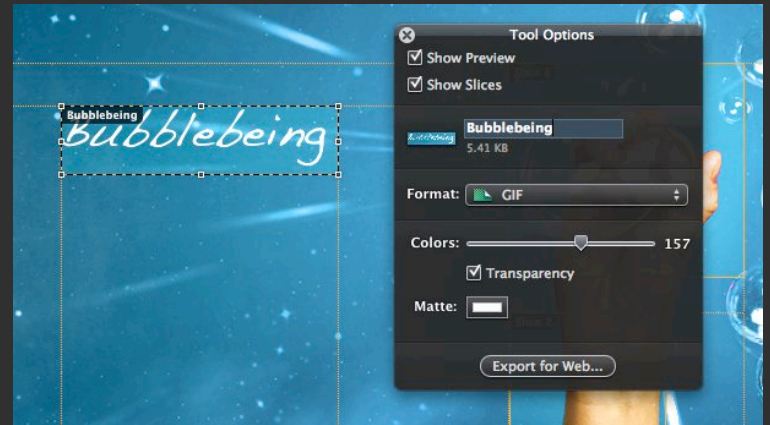 Bubblebeing
Bubblebeing
Tool Options
Show Preview
Show Slices
Bubblebeing
Bubblebeing
5.41 KB
Format: GIF
Colors: 157
Transparency
Matte:
Export for Web...